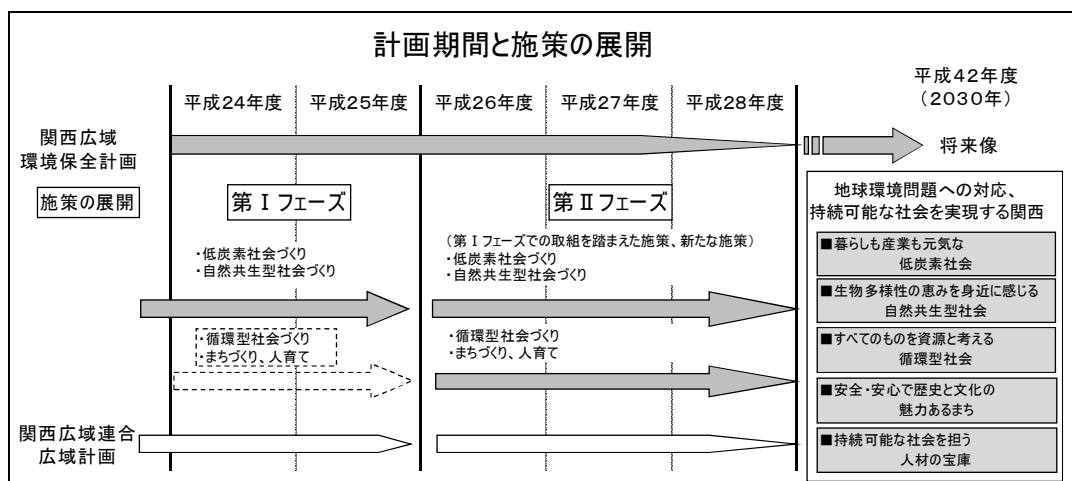 計画期間と施策の展開
平成42年度
（2030年）
平成24年度
平成25年度
平成26年度
平成27年度
平成28年度
関西広域
環境保全計画
将来像
施策の展開
第Ⅰフェーズ
第Ⅱフェーズ
地球環境問題への対応、
持続可能な社会を実現する関西
・低炭素社会づくり
・自然共生型社会づくり
（第Ⅰフェーズでの取組を踏まえた施策、新たな施策）
・低炭素社会づくり
・自然共生型社会づくり
■暮らしも産業も元気な
低炭素社会
■生物多様性の恵みを身近に感じる
自然共生型社会
・循環型社会づくり
・まちづくり、人育て
・循環型社会づくり
・まちづくり、人育て
■すべてのものを資源と考える
循環型社会
■安全・安心で歴史と文化の
魅力あるまち
関西広域連合
広域計画
■持続可能な社会を担う
人材の宝庫